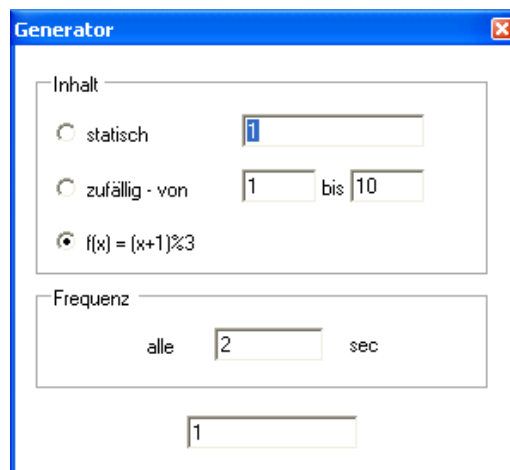 Generator
Inhalt
statisch 1
zufällig - von 1 bis 10
f(x) = (x+1)%3
Frequenz
alle 2 sec
1